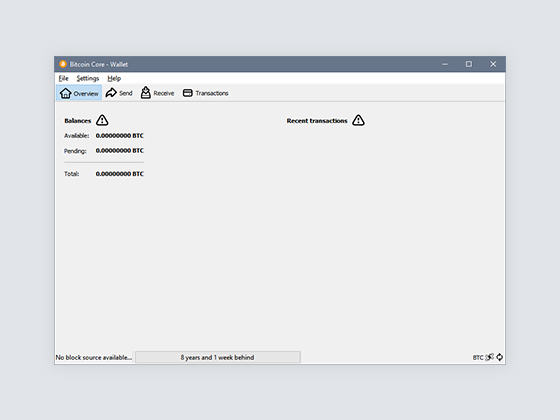 Bitcoin Core - Wallet
File Settings Help
Overview Send Receive Transactions
Balances
Recent transactions
Available: 0.00000000 BTC
Pending: 0.00000000 BTC
Total: 0.00000000 BTC
No block source available... 8 years and 1 week behind BTC